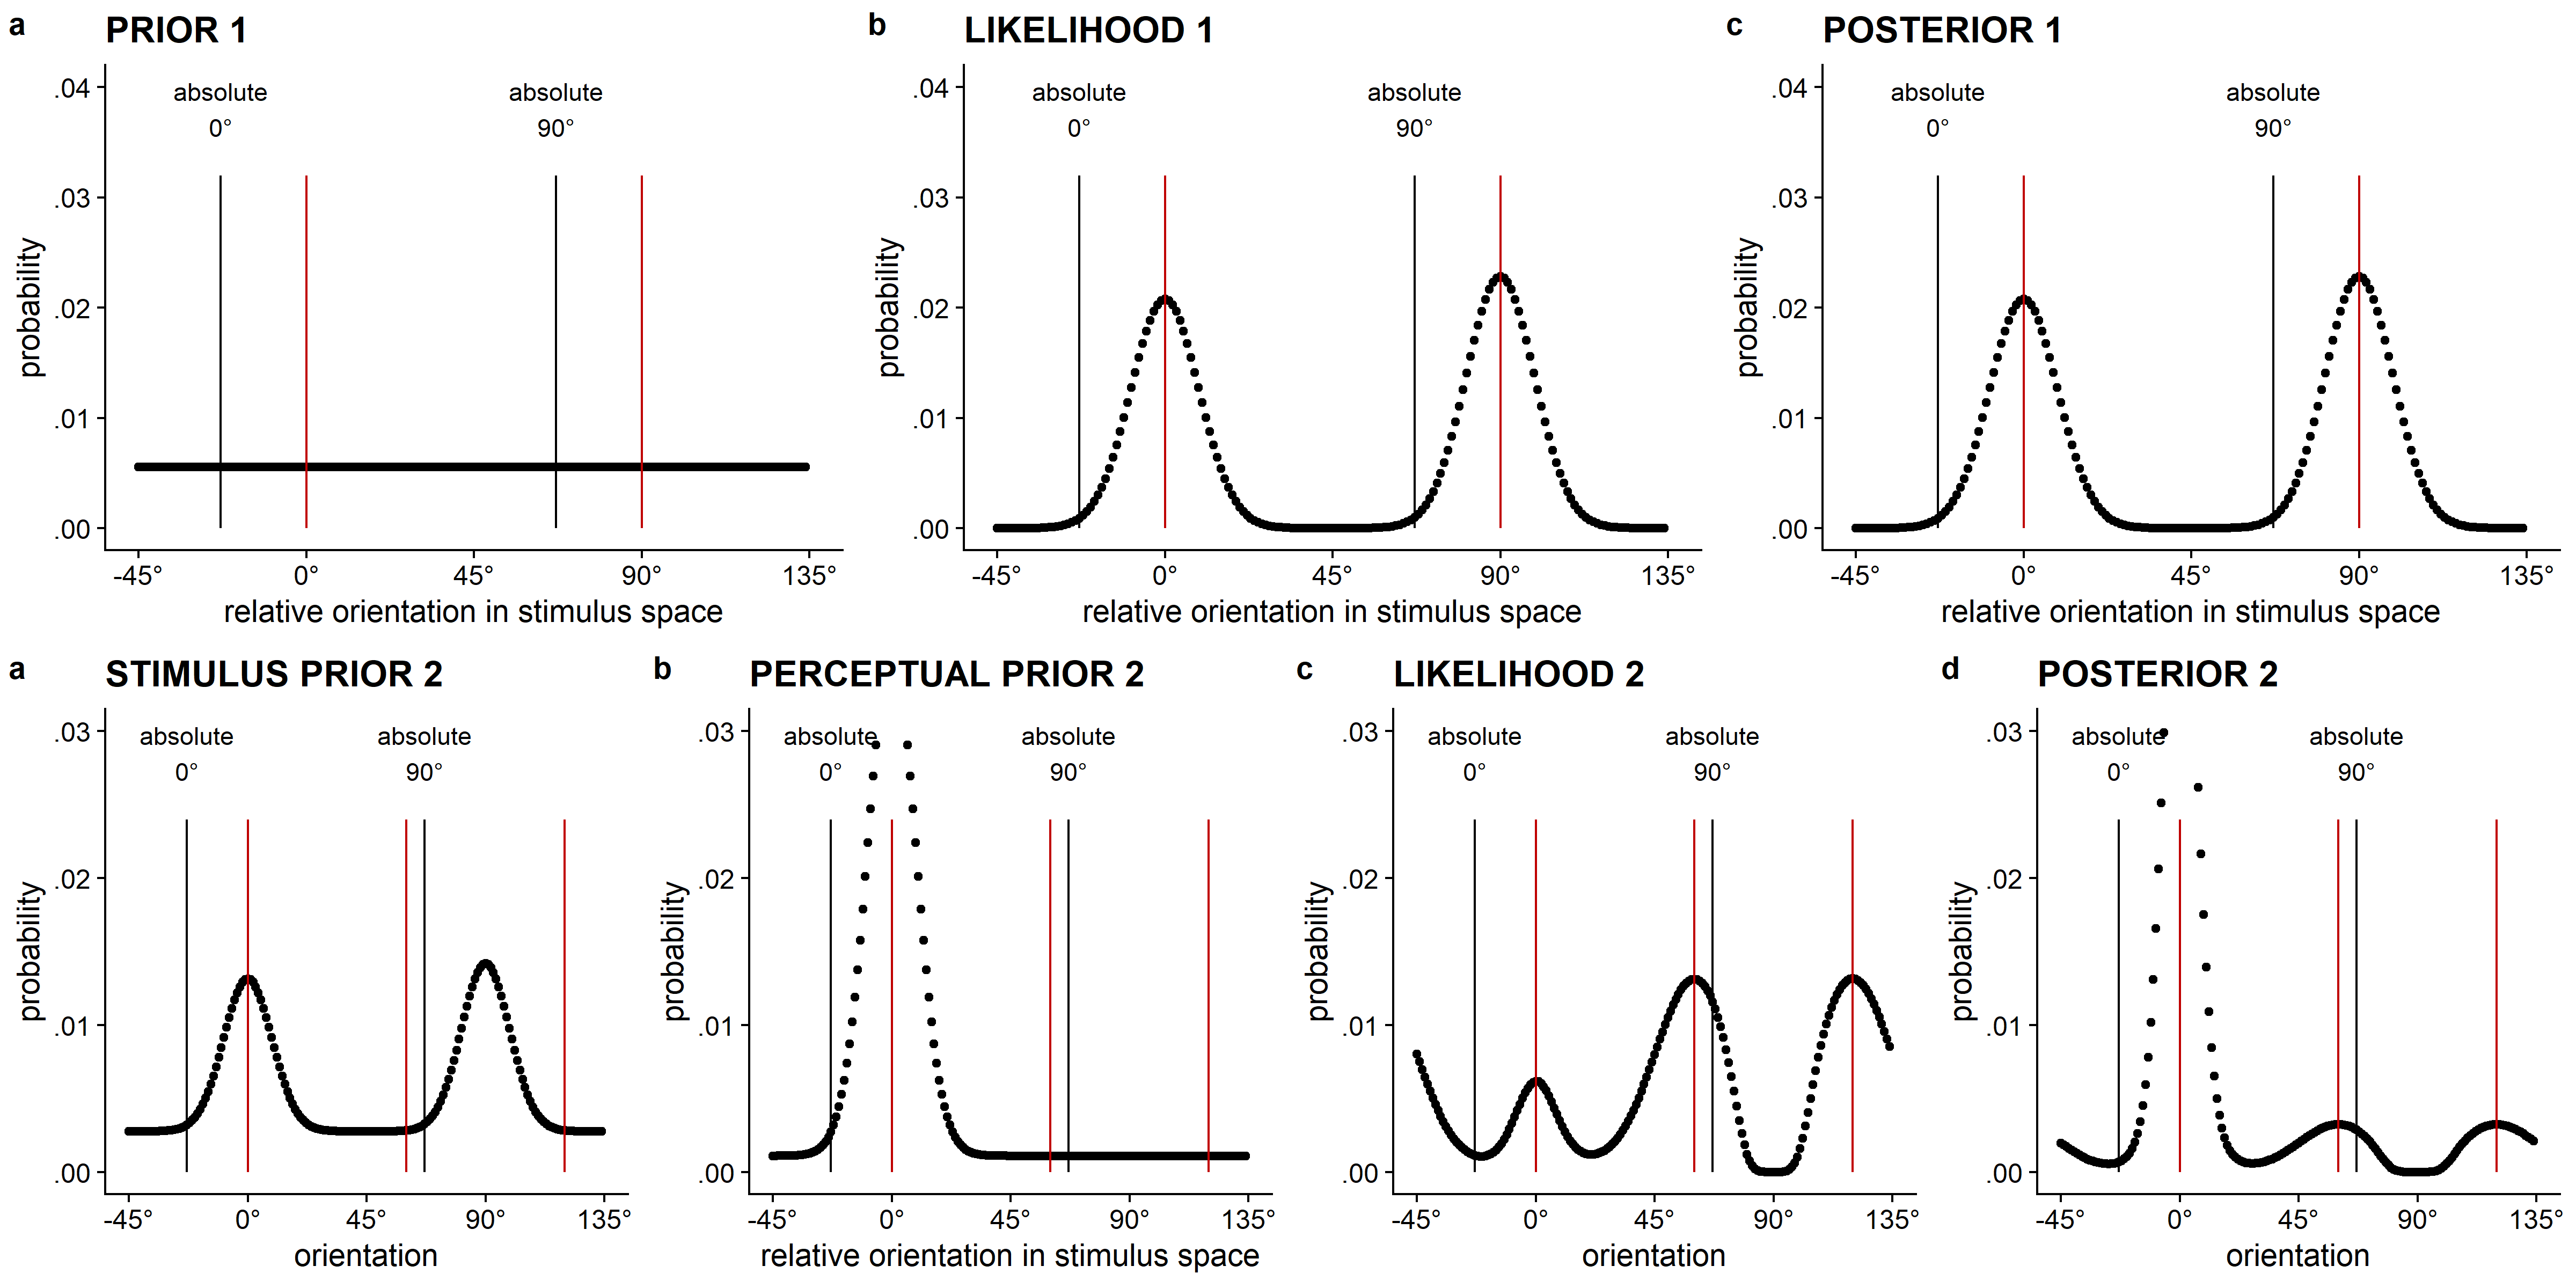 a PRIOR 1
.04
.03
.02
.01
.00
probability
absolute
0°
absolute
90°
-45° 0° 45° 90° 135°
relative orientation in stimulus space
b LIKELIHOOD 1
.04
.03
.02
.01
.00
probability
absolute
0°
absolute
90°
-45° 0° 45° 90° 135°
relative orientation in stimulus space
c POSTERIOR 1
.04
.03
.02
.01
.00
probability
absolute
0°
absolute
90°
-45° 0° 45° 90° 135°
relative orientation in stimulus space
a STIMULUS PRIOR 2
.03
.02
.01
.00
probability
absolute
0°
absolute
90°
-45° 0° 45° 90° 135°
orientation
b PERCEPTUAL PRIOR 2
.03
.02
.01
.00
probability
absolute
0°
absolute
90°
-45° 0° 45° 90° 135°
relative orientation in stimulus space
c LIKELIHOOD 2
.03
.02
.01
.00
probability
absolute
0°
absolute
90°
-45° 0° 45° 90° 135°
orientation
d POSTERIOR 2
.03
.02
.01
.00
probability
absolute
0°
absolute
90°
-45° 0° 45° 90° 135°
orientation